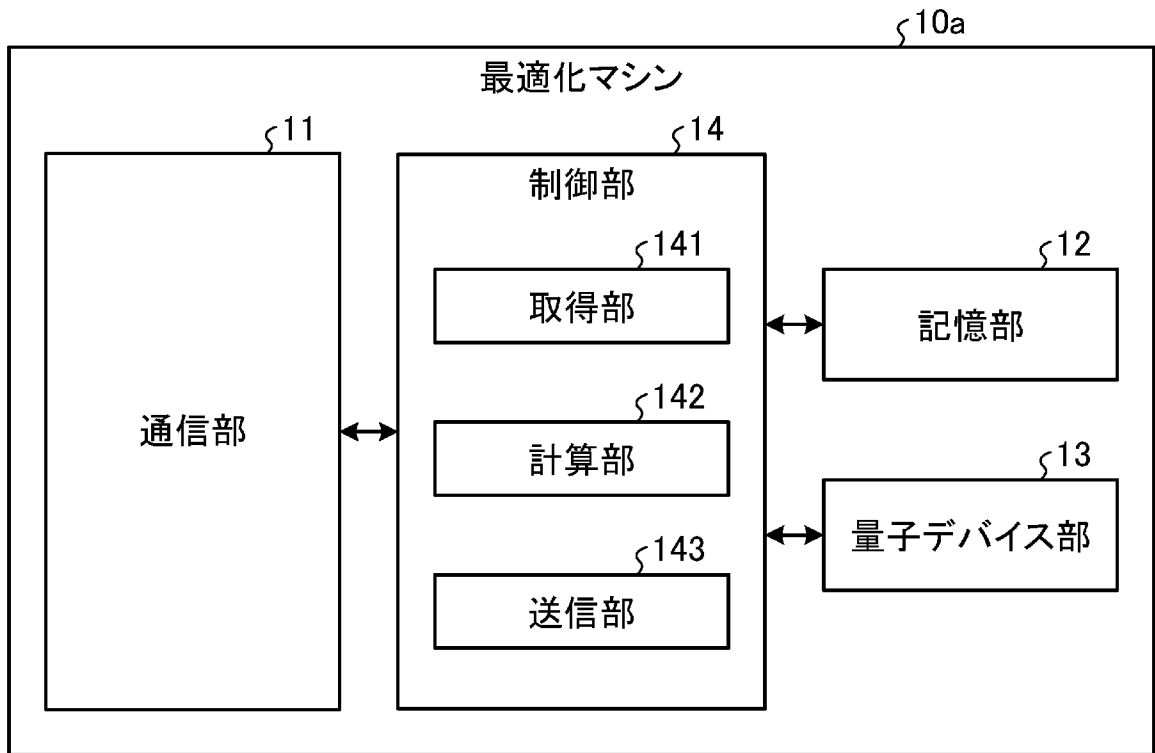 10a
最適化マシン
11
通信部
14
制御部
141
取得部
142
計算部
143
送信部
12
記憶部
13
量子デバイス部